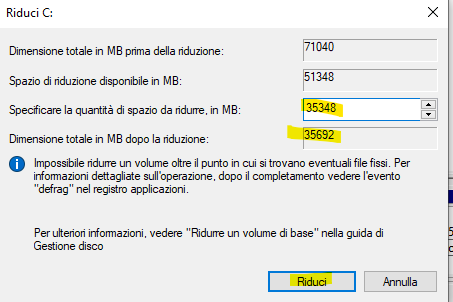 Riduci C:
Dimensione totale in MB prima della riduzione:
71040
Spazio di riduzione disponibile in MB:
51348
Specificare la quantità di spazio da ridurre, in MB:
35348
Dimensione totale in MB dopo la riduzione:
35692
Impossibile ridurre un volume oltre il punto in cui si trovano eventuali file fissi. Per
informazioni dettagliate sull'operazione, dopo il completamento vedere l'evento
"defrag" nel registro applicazioni.
Per ulteriori informazioni, vedere "Ridurre un volume di base" nella guida di
Gestione disco
Riduci
Annulla